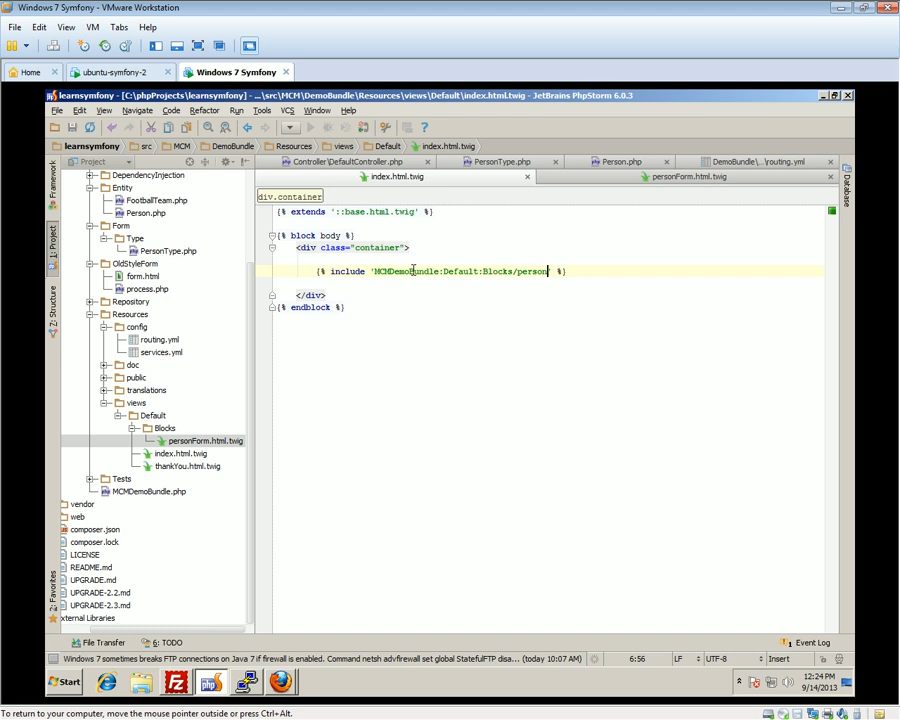 Windows 7 Symfony - VMware Workstation
File Edit View VM Tabs Help
Home ubuntu-symfony-2 Windows 7 Symfony
learnsymfony - [C:\phpProjects\learnsymfony] - ...\src\MCM\DemoBundle\Resources\views\Default\index.html.twig - JetBrains PhpStorm 6.0.3
File Edit View Navigate Code Refactor Run Tools VCS Window Help
learnsymfony src MCM DemoBundle Resources views Default index.html.twig
Project
Controller\DefaultController.php PersonType.php Person.php DemoBundle\...\routing.yml
index.html.twig personForm.html.twig
Framework
1: Project
Z: Structure
2: Favorites
Database
DependencyInjection
Entity
FootballTeam.php
Person.php
Form
Type
PersonType.php
OldStyleForm
form.html
process.php
Repository
Resources
config
routing.yml
services.yml
doc
public
translations
views
Default
Blocks
personForm.html.twig
index.html.twig
thankYou.html.twig
Tests
MCMDemoBundle.php
vendor
web
composer.json
composer.lock
LICENSE
README.md
UPGRADE.md
UPGRADE-2.2.md
UPGRADE-2.3.md
xternal Libraries
div.container
{% extends '::base.html.twig' %}
{% block body %}
<div class="container">
{% include 'MCMDemoBundle:Default:Blocks/person' %}
</div>
{% endblock %}
File Transfer 6: TODO Event Log
Windows 7 sometimes breaks FTP connections on Java 7 if firewall is enabled. Command netsh advfirewall set global StatefulFTP disa... (today 10:07 AM) 6:56 LF UTF-8 Insert
Start 12:24 PM
9/14/2013
To return to your computer, move the mouse pointer outside or press Ctrl+Alt.